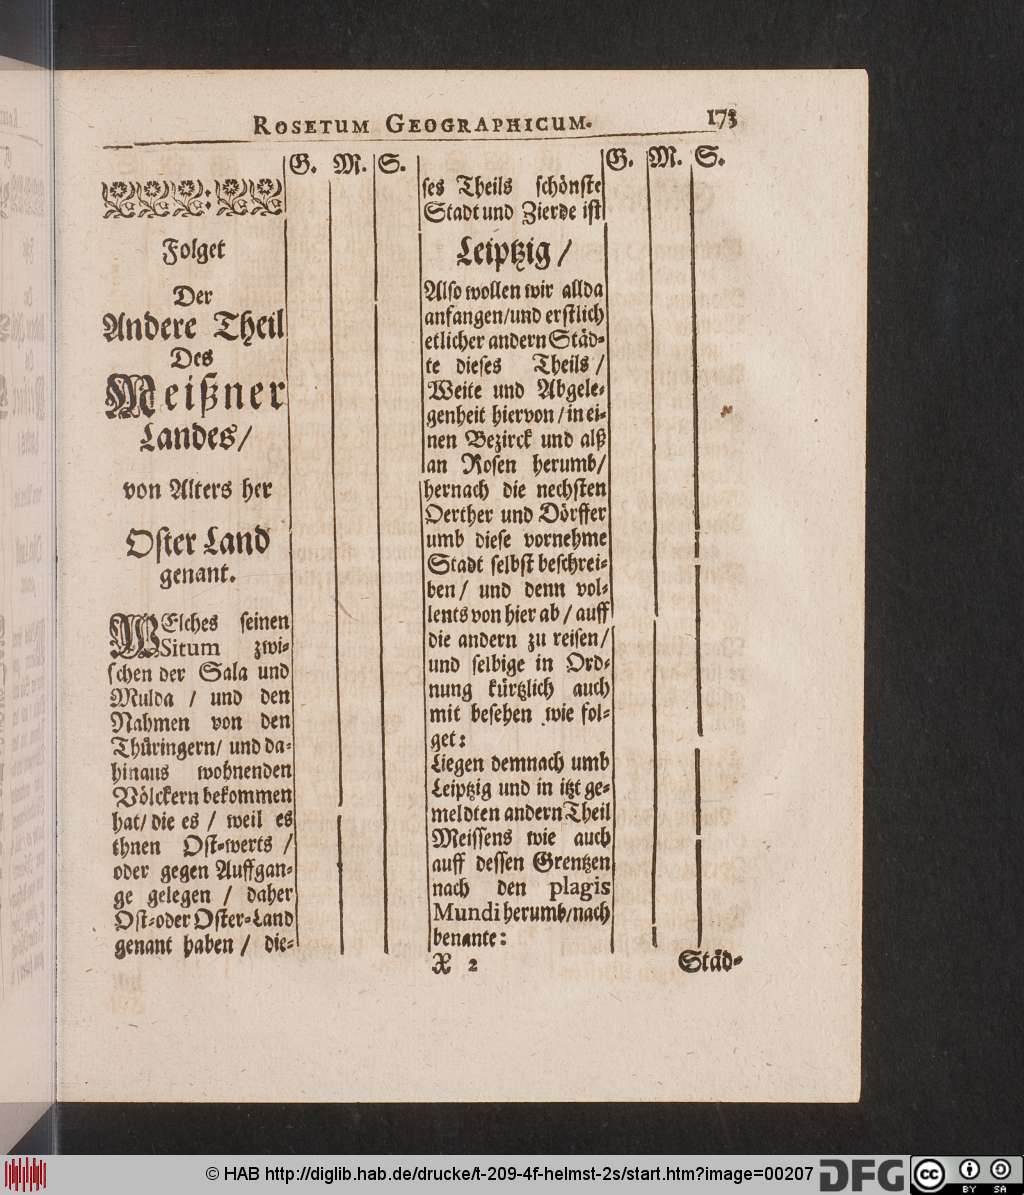 ROSETUM GEOGRAPHICUM. 173
G. M. S.
Folget
Der
Andere Theil
Des
Meißner
Landes/
von Alters her
Oster Land
genant.
WElches seinen
Situm zwi-
schen der Sala und
Mulda / und den
Nahmen von den
Thüringern/ und da-
hinaus wohnenden
Völckern bekommen
hat/ die es / weil es
ihnen Ost-werts /
oder gegen Auffgan-
ge gelegen / daher
Ost-oder Oster-Land
genant haben / die-
G. M. S.
ses Theils schönste
Stadt und Zierde ist
Leiptzig /
Also wollen wir allda
anfangen/und erstlich
etlicher andern Städ-
te dieses Theils /
Weite und Abgele-
genheit hiervon / in ei-
nen Bezirck und alß
an Rosen herumb/
hernach die nechsten
Oerther und Dörffer
umb diese vornehme
Stadt selbst beschrei-
ben / und denn vol-
lents von hier ab / auff
die andern zu reisen/
und selbige in Ord-
nung kürtzlich auch
mit besehen wie fol-
get:
Liegen demnach umb
Leiptzig und in itzt ge-
meldten andern Theil
Meissens wie auch
auff dessen Grentzen
nach den plagis
Mundi herumb/nach
benante:
X 2 Städ-
© HAB http://diglib.hab.de/drucke/t-209-4f-helmst-2s/start.htm?image=00207 DFG cc BY SA